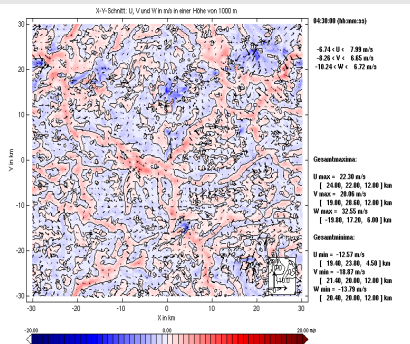 X-Y-Schnitt: U, V und W in m/s in einer Höhe von 1000 m
04:30:00 (hh:mm:ss)
-6.74 < U < 7.99 m/s
-8.26 < V < 6.85 m/s
-10.24 < W < 6.72 m/s
Gesamtmaxima:
U max = 22.30 m/s
[ 24.00, 22.00, 12.00 ] km
V max = 20.06 m/s
[ 19.00, 28.60, 12.00 ] km
W max = 32.55 m/s
[ -19.80, 17.20, 6.00 ] km
Gesamtminima:
U min = -12.57 m/s
[ 19.40, 23.00, 4.50 ] km
V min = -18.87 m/s
[ 21.40, 20.00, 12.00 ] km
W min = -13.79 m/s
[ 20.40, 20.00, 12.00 ] km
Y in km
30
20
10
0
-10
-20
-30
-30 -20 -10 0 10 20 30
X in km
-20.00 0.00 20.00 m/s